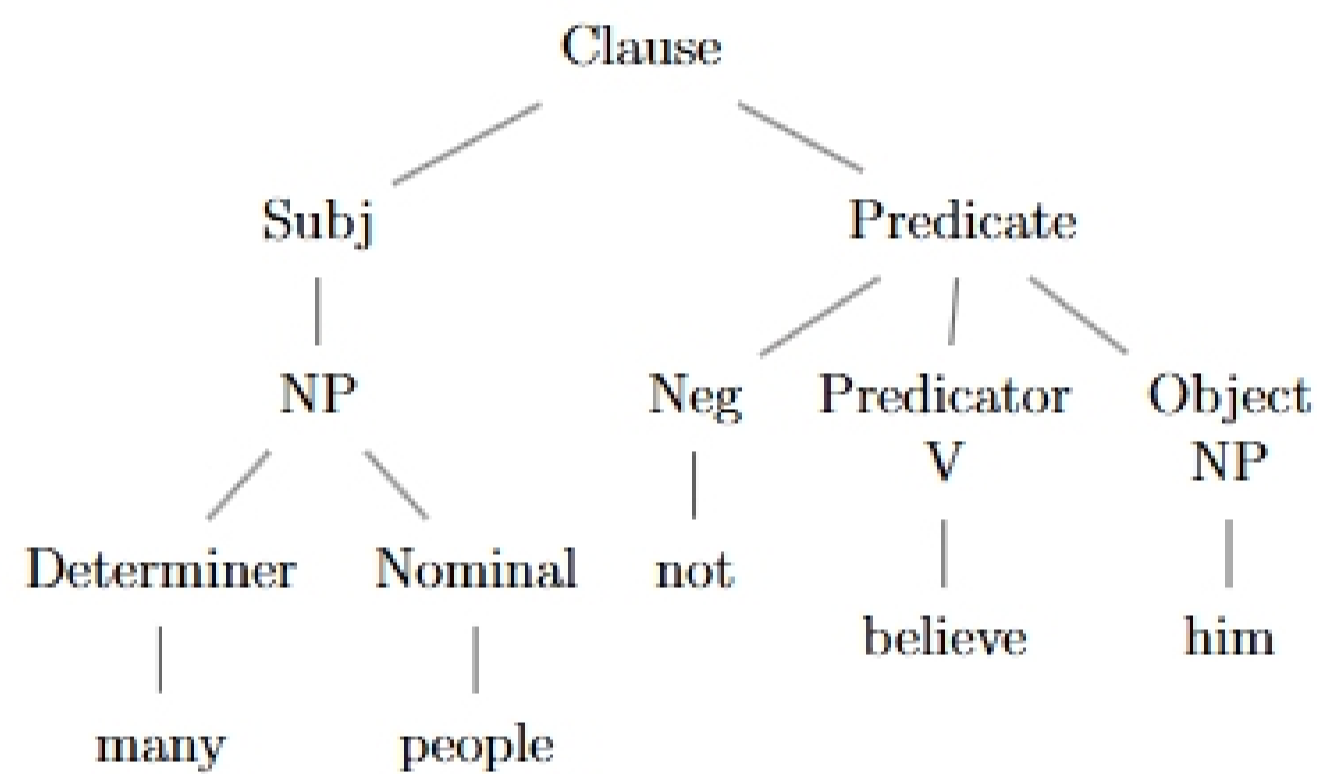 Clause
Subj Predicate
NP Neg Predicator Object
V NP
Determiner Nominal not
believe him
many people